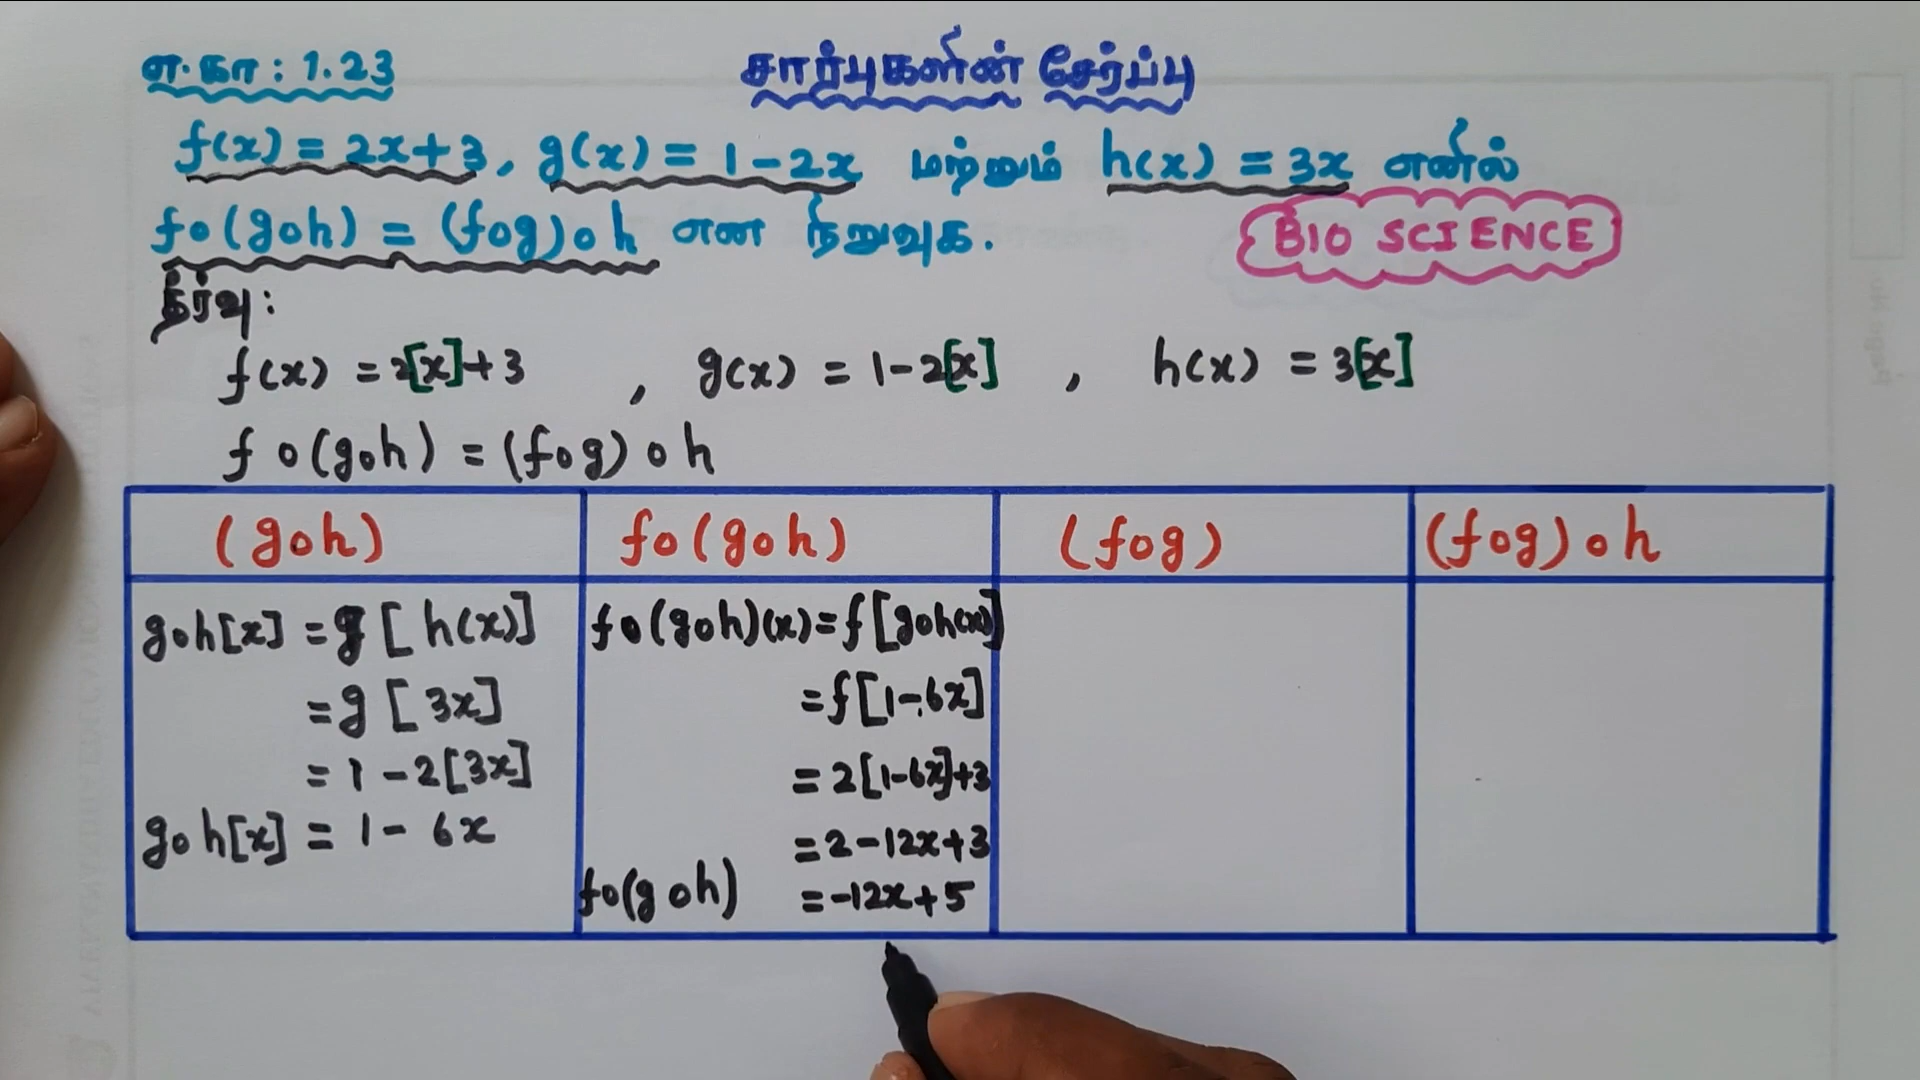 எ.கா : 1.23
சார்புகளின் சேர்ப்பு
f(x) = 2x+3, g(x) = 1-2x மற்றும் h(x) = 3x எனில்
fo(goh) = (fog)oh என நிறுவுக.
BIO SCIENCE
தீர்வு:
f(x) = 2[x]+3 , g(x) = 1-2[x] , h(x) = 3[x]
fo(goh) = (fog)oh
(goh) fo(goh) (fog) (fog)oh
goh[x] = g[h(x)]
= g[3x]
= 1-2[3x]
goh[x] = 1-6x
fo(goh)(x) = f[goh(x)]
= f[1-6x]
= 2[1-6x]+3
= 2-12x+3
fo(goh) = -12x+5